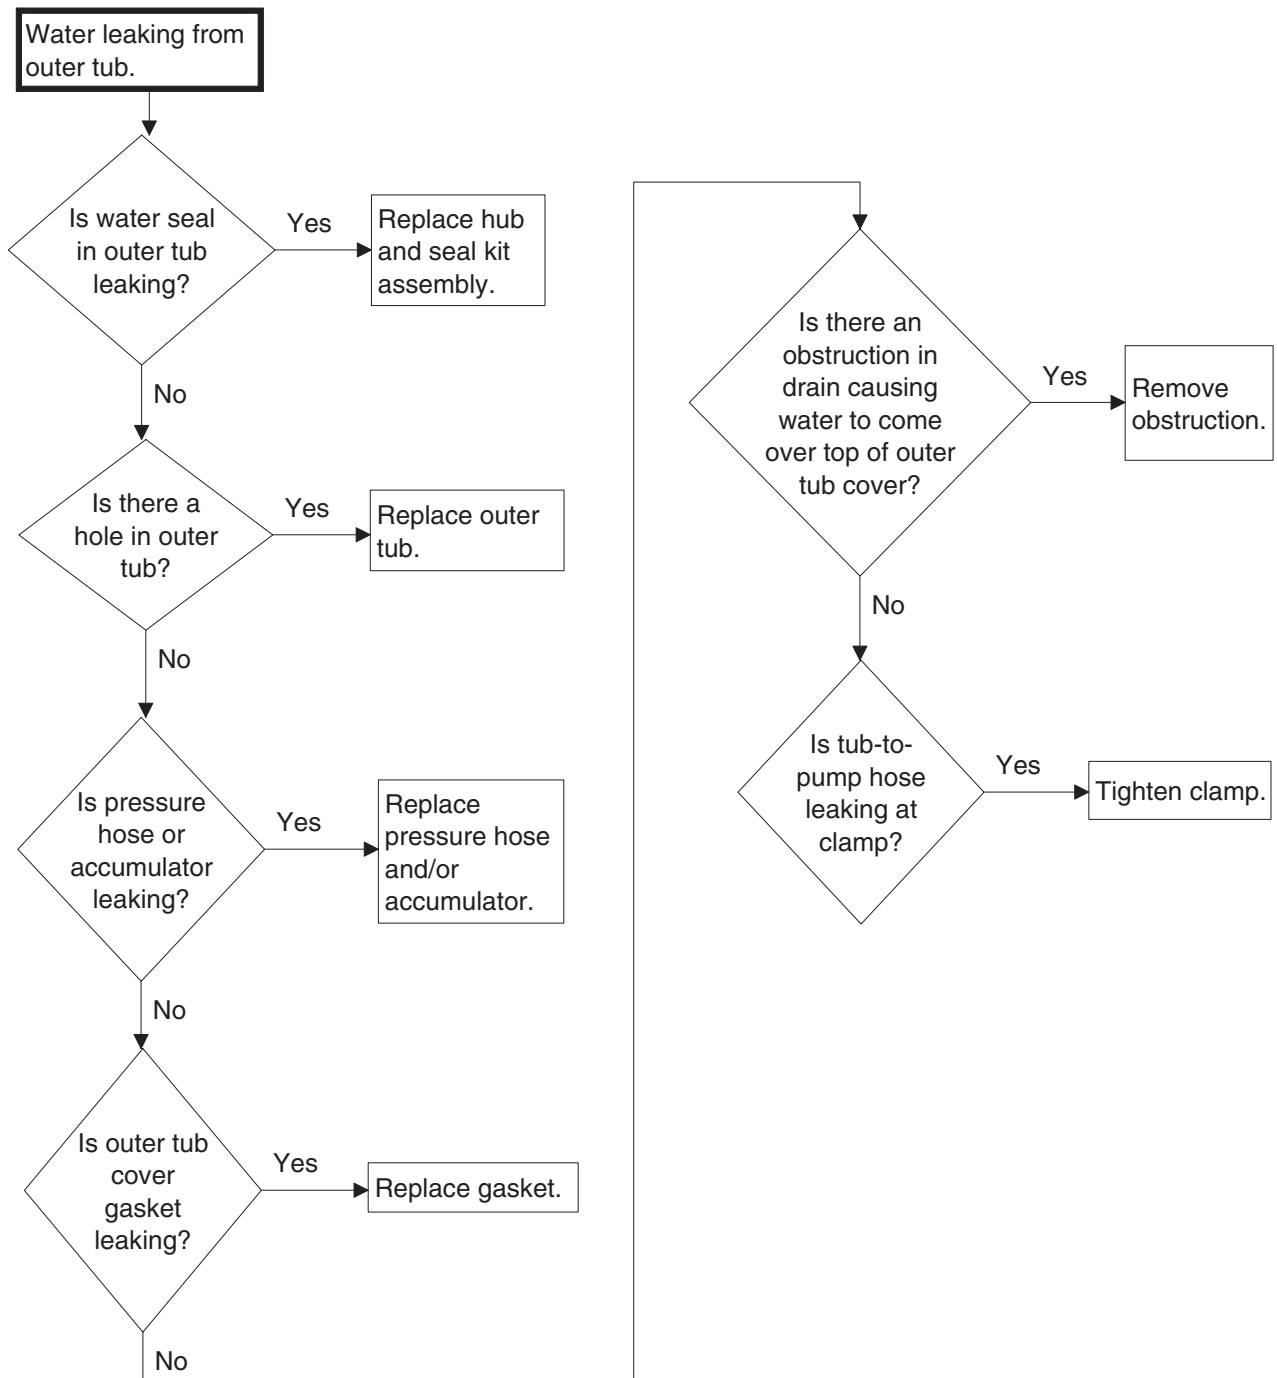 Water leaking from
outer tub.
Is water seal
in outer tub
leaking?
Yes
Replace hub
and seal kit
assembly.
No
Is there a
hole in outer
tub?
Yes
Replace outer
tub.
No
Is pressure
hose or
accumulator
leaking?
Yes
Replace
pressure hose
and/or
accumulator.
No
Is outer tub
cover
gasket
leaking?
Yes
Replace gasket.
No
Is there an
obstruction in
drain causing
water to come
over top of outer
tub cover?
Yes
Remove
obstruction.
No
Is tub-to-
pump hose
leaking at
clamp?
Yes
Tighten clamp.